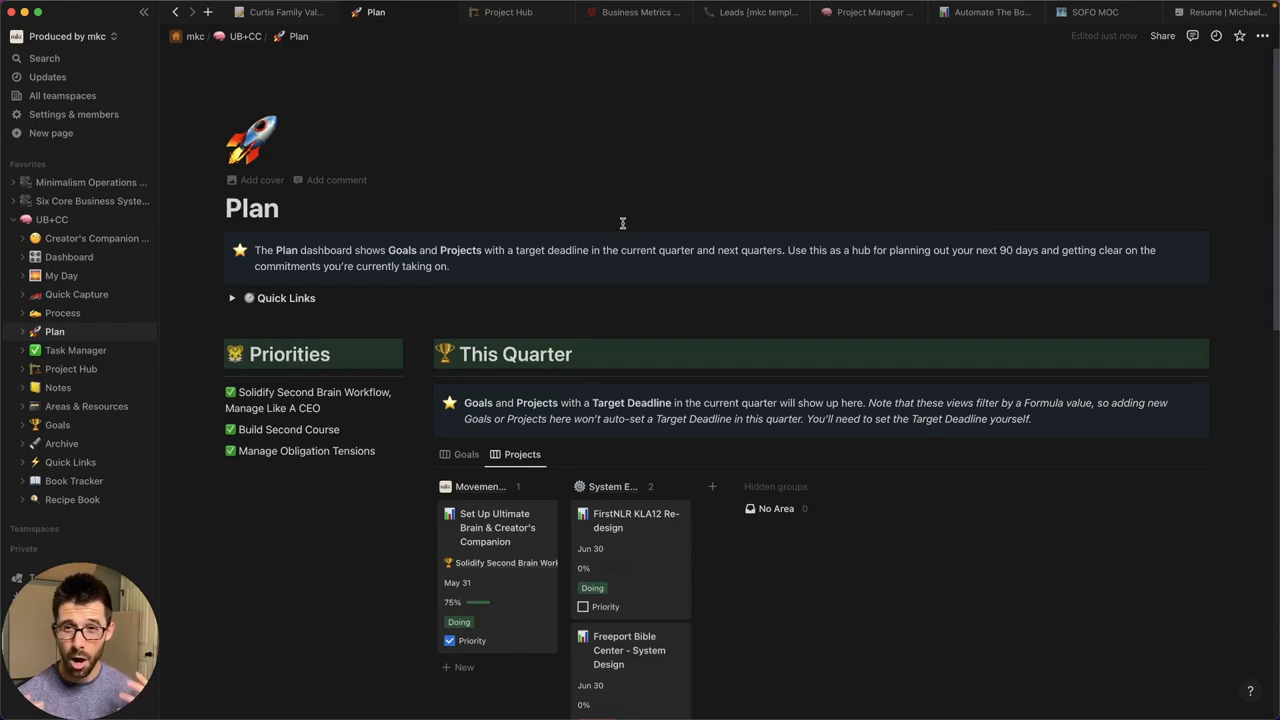 Curtis Family Val...
Plan
Project Hub
Business Metrics ...
Leads [mkc templ...
Project Manager ...
Automate The Bo...
SOFO MOC
Resume | Michael...
mkc Produced by mkc
mkc / UB+CC / Plan
Edited just now
Share
Search
Updates
All teamspaces
Settings & members
New page
Favorites
Minimalism Operations ...
Six Core Business Syste...
UB+CC
Creator's Companion ...
Dashboard
My Day
Quick Capture
Process
Plan
Task Manager
Project Hub
Notes
Areas & Resources
Goals
Archive
Quick Links
Book Tracker
Recipe Book
Teamspaces
Private
Add cover Add comment
Plan
The Plan dashboard shows Goals and Projects with a target deadline in the current quarter and next quarters. Use this as a hub for planning out your next 90 days and getting clear on the
commitments you're currently taking on.
Quick Links
Priorities
Solidify Second Brain Workflow,
Manage Like A CEO
Build Second Course
Manage Obligation Tensions
This Quarter
Goals and Projects with a Target Deadline in the current quarter will show up here. Note that these views filter by a Formula value, so adding new
Goals or Projects here won't auto-set a Target Deadline in this quarter. You'll need to set the Target Deadline yourself.
Goals Projects
mkc Movemen... 1
Set Up Ultimate
Brain & Creator's
Companion
Solidify Second Brain Work
May 31
75%
Doing
Priority
+ New
System E... 2
FirstNLR KLA12 Re-
design
Jun 30
0%
Doing
Priority
Freeport Bible
Center - System
Design
Jun 30
0%
Hidden groups
No Area 0
?